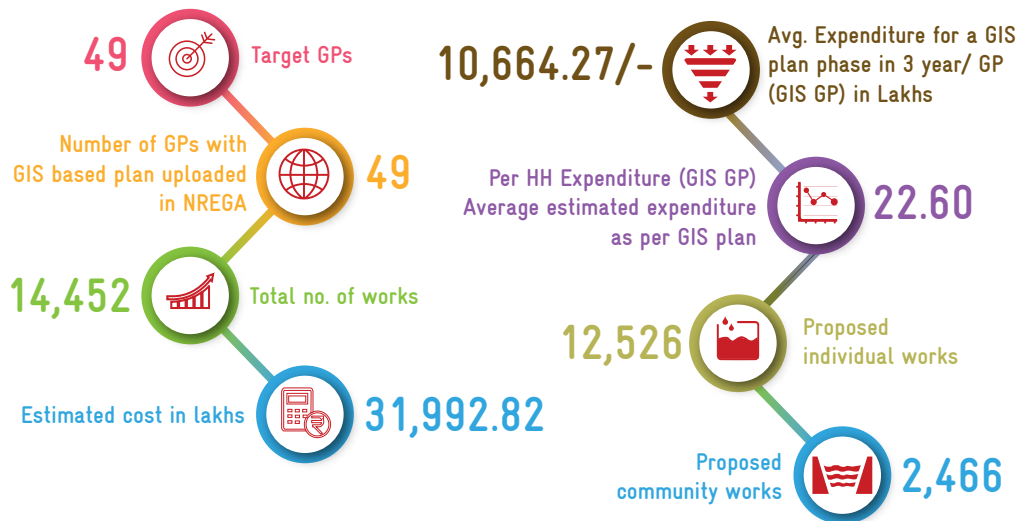 49
Target GPs
Number of GPs with
GIS based plan uploaded
in NREGA
49
14,452
Total no. of works
Estimated cost in lakhs
31,992.82
10,664.27/-
Avg. Expenditure for a GIS
plan phase in 3 year/ GP
(GIS GP) in Lakhs
Per HH Expenditure (GIS GP)
Average estimated expenditure
as per GIS plan
22.60
12,526
Proposed
individual works
Proposed
community works
2,466